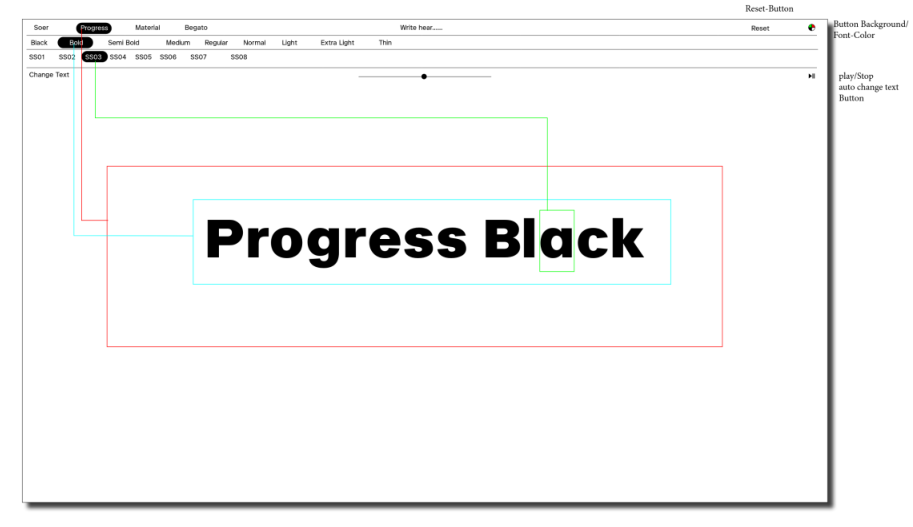 Reset-Button
Soer Progress Material Begato Write hear...... Reset
Button Background/
Font-Color
Black Bold Semi Bold Medium Regular Normal Light Extra Light Thin
SS01 SS02 SS03 SS04 SS05 SS06 SS07 SS08
Change Text
play/Stop
auto change text
Button
Progress Black